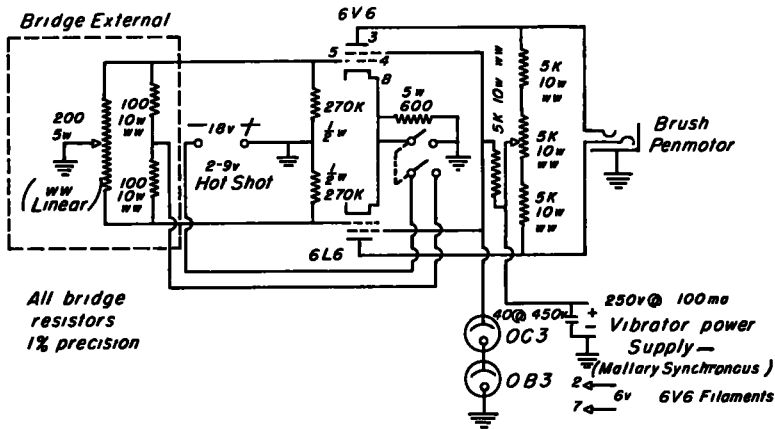 Bridge External
6V6
3
5
4
8
200
5w
100
10w
ww
100
10w
ww
(ww
Linear)
— 18v +
2-9v
Hot Shot
270K
½ w
½ w
270K
5w
600
5K 10w ww
5K
10w
ww
5K
10w
ww
5K
10w
ww
Brush
Penmotor
6L6
All bridge
resistors
1% precision
40@450v
OC3
OB3
250v@ 100ma
+
−
Vibrator power
Supply—
(Mallary Synchronous)
2
6v
7
6V6 Filaments